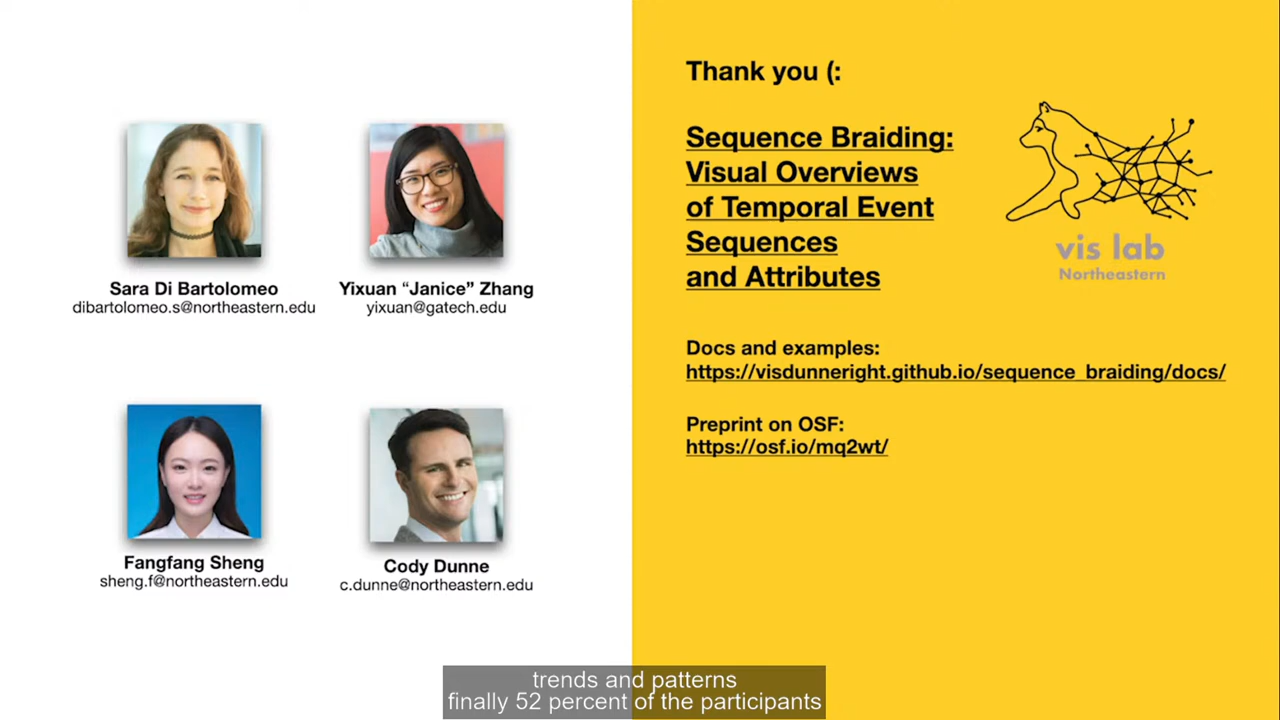 Sara Di Bartolomeo
dibartolomeo.s@northeastern.edu
Yixuan “Janice” Zhang
yixuan@gatech.edu
Fangfang Sheng
sheng.f@northeastern.edu
Cody Dunne
c.dunne@northeastern.edu
Thank you (:
Sequence Braiding:
Visual Overviews
of Temporal Event
Sequences
and Attributes
vis lab
Northeastern
Docs and examples:
https://visdunneright.github.io/sequence_braiding/docs/
Preprint on OSF:
https://osf.io/mq2wt/
trends and patterns
finally 52 percent of the participants